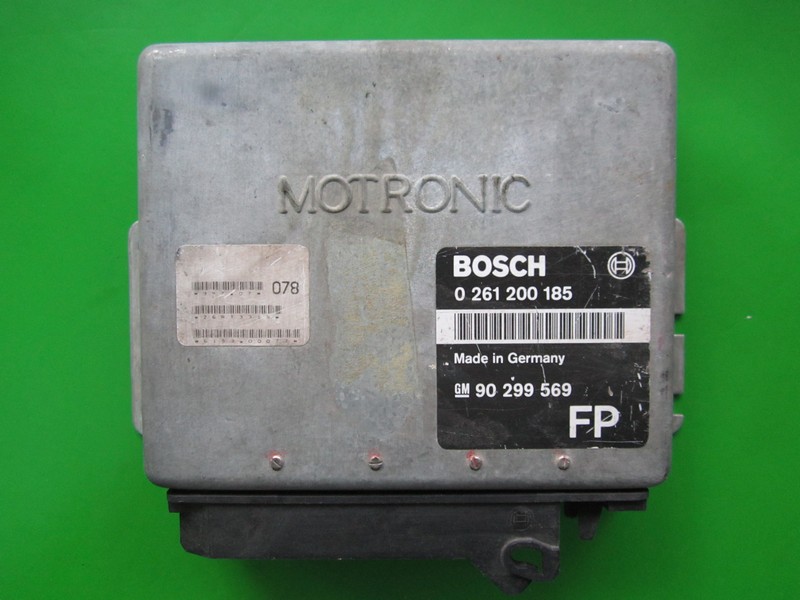 MOTRONIC
078
BOSCH
0 261 200 185
Made in Germany
GM 90 299 569
FP